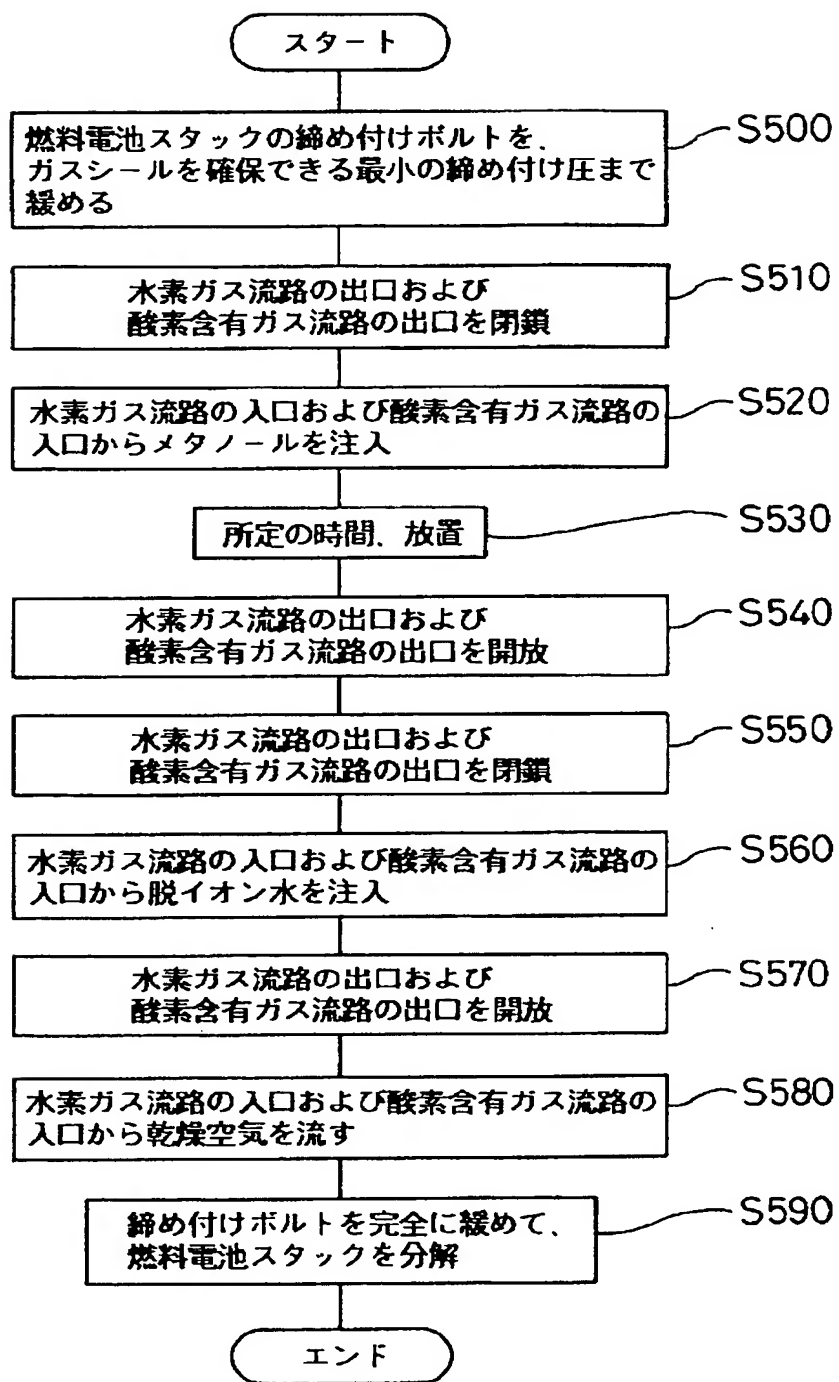 スタート
燃料電池スタックの締め付けボルトを、
ガスシールを確保できる最小の締め付け圧まで
緩める
S500
水素ガス流路の出口および
酸素含有ガス流路の出口を閉鎖
S510
水素ガス流路の入口および酸素含有ガス流路の
入口からメタノールを注入
S520
所定の時間、放置
S530
水素ガス流路の出口および
酸素含有ガス流路の出口を開放
S540
水素ガス流路の出口および
酸素含有ガス流路の出口を閉鎖
S550
水素ガス流路の入口および酸素含有ガス流路の
入口から脱イオン水を注入
S560
水素ガス流路の出口および
酸素含有ガス流路の出口を開放
S570
水素ガス流路の入口および酸素含有ガス流路の
入口から乾燥空気を流す
S580
締め付けボルトを完全に緩めて、
燃料電池スタックを分解
S590
エンド